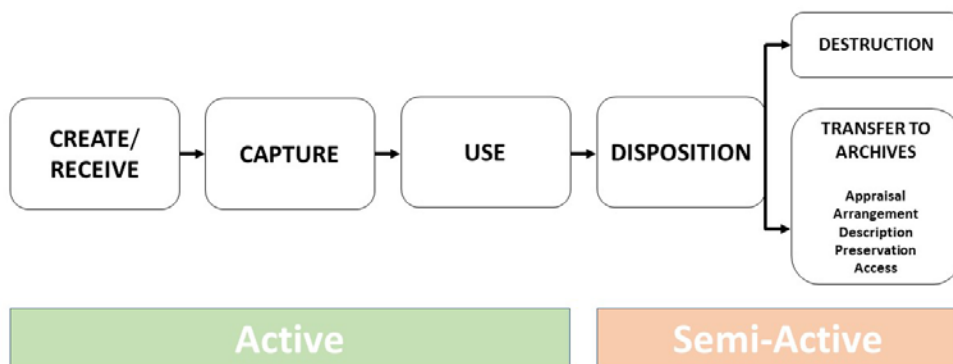 CREATE/
RECEIVE
CAPTURE
USE
DISPOSITION
DESTRUCTION
TRANSFER TO
ARCHIVES
Appraisal
Arrangement
Description
Preservation
Access
Active
Semi-Active